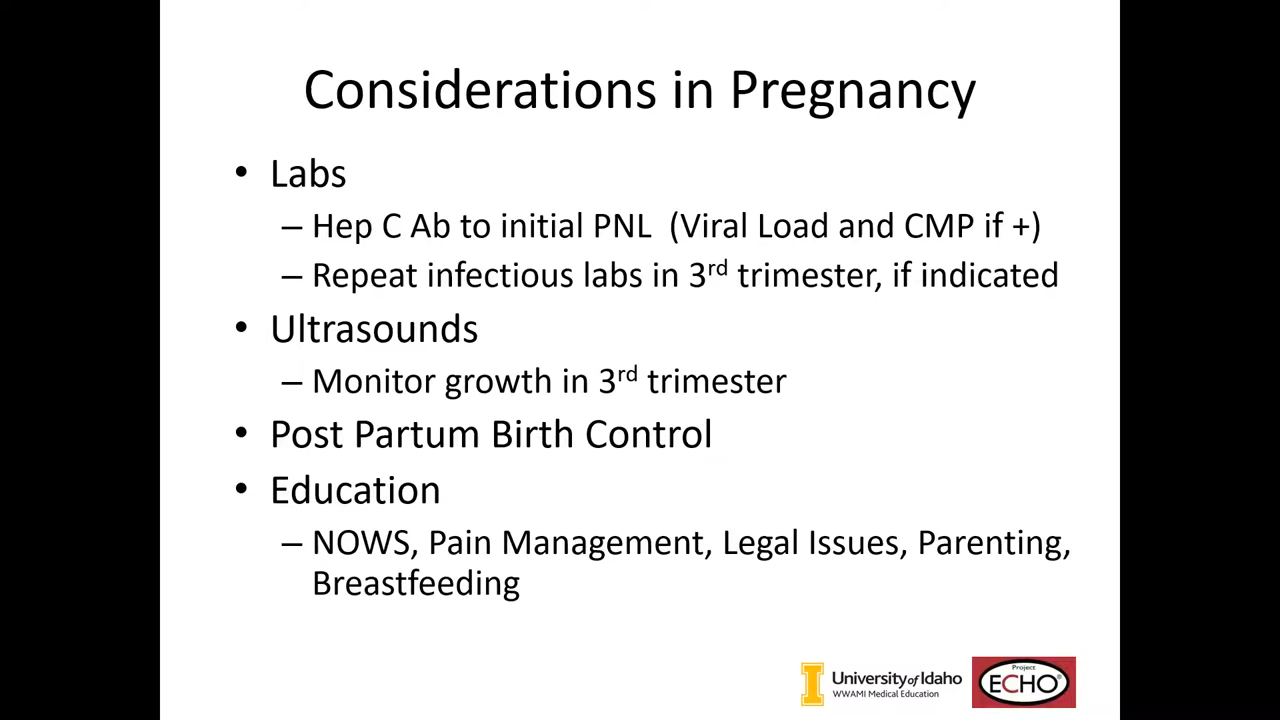 Considerations in Pregnancy
• Labs
– Hep C Ab to initial PNL (Viral Load and CMP if +)
– Repeat infectious labs in 3rd trimester, if indicated
• Ultrasounds
– Monitor growth in 3rd trimester
• Post Partum Birth Control
• Education
– NOWS, Pain Management, Legal Issues, Parenting,
Breastfeeding
I University of Idaho
WWAMI Medical Education
Project
ECHO®